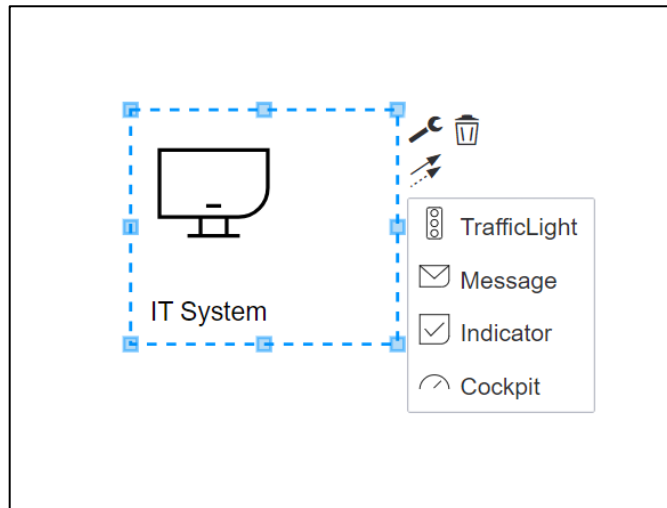 TrafficLight
Message
IT System
Indicator
Cockpit